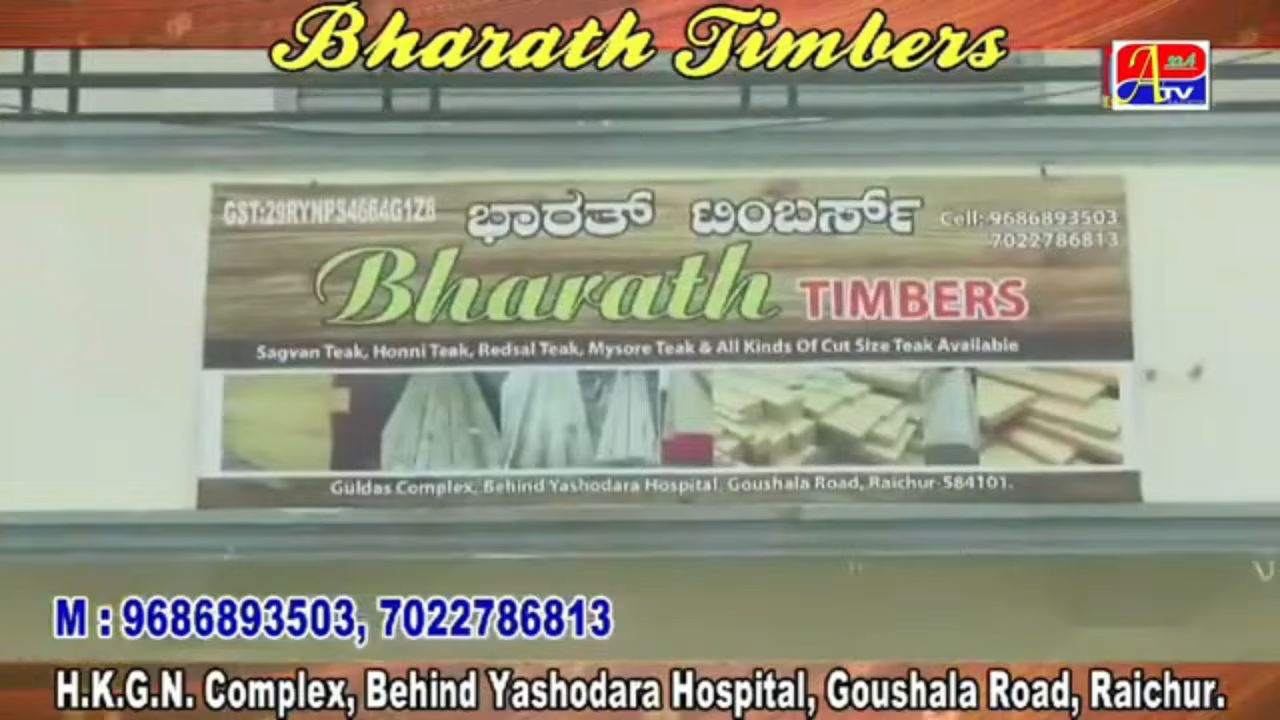 Bharath Timbers
A TV
GST:29RYNPS4664G1Z8
ಭಾರತ್ ಟಿಂಬರ್ಸ್
Cell:-9686893503
7022786813
Bharath TIMBERS
Sagvan Teak, Honni Teak, Redsal Teak, Mysore Teak & All Kinds Of Cut Size Teak Available
Guldas Complex, Behind Yashodara Hospital, Goushala Road, Raichur-584101.
M : 9686893503, 7022786813
H.K.G.N. Complex, Behind Yashodara Hospital, Goushala Road, Raichur.